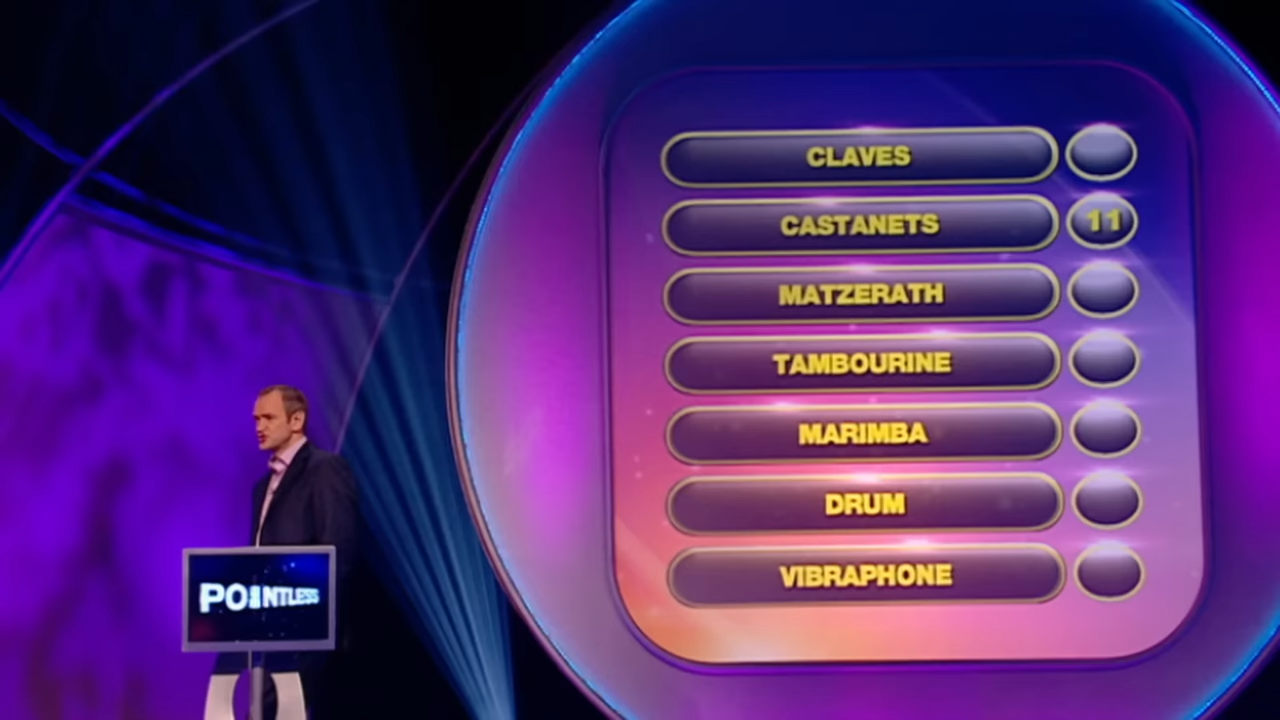 CLAVES
CASTANETS 11
MATZERATH
TAMBOURINE
MARIMBA
DRUM
VIBRAPHONE
POINTLESS